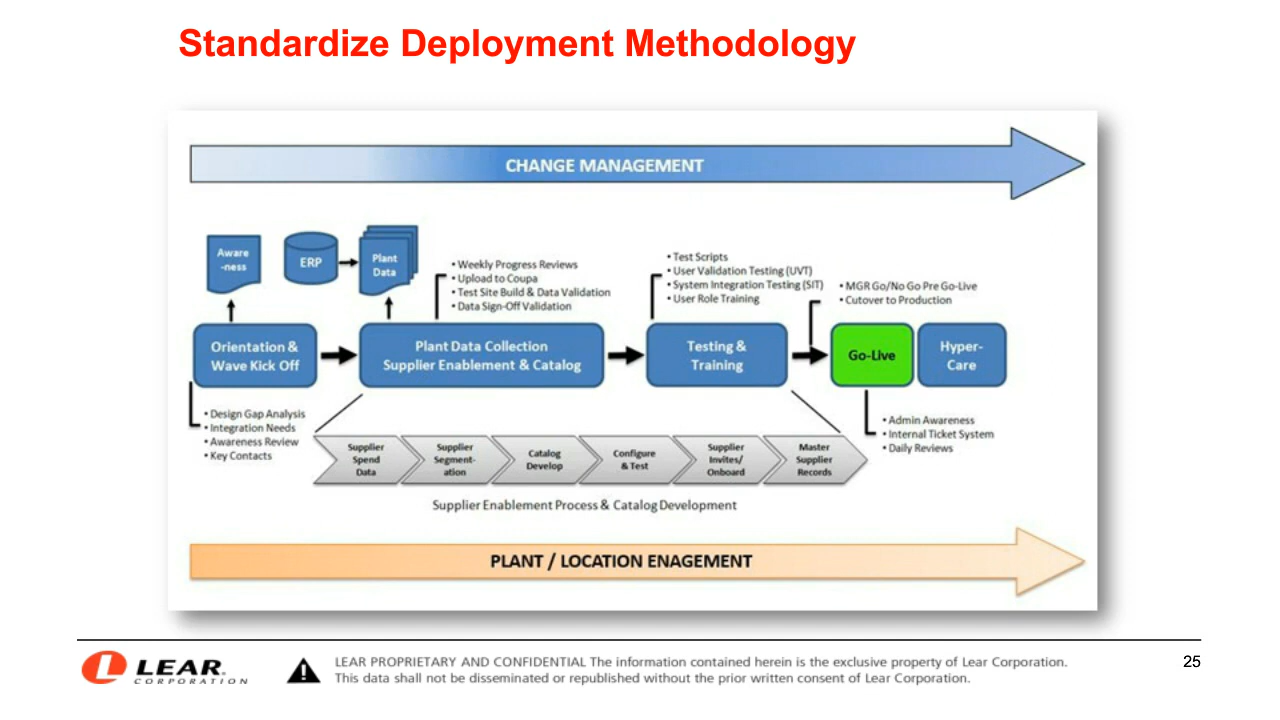 Standardize Deployment Methodology
CHANGE MANAGEMENT
Aware
-ness
ERP
Plant
Data
• Weekly Progress Reviews
• Upload to Coupa
• Test Site Build & Data Validation
• Data Sign-Off Validation
• Test Scripts
• User Validation Testing (UVT)
• System Integration Testing (SIT)
• User Role Training
• MGR Go/No Go Pre Go-Live
• Cutover to Production
Orientation &
Wave Kick Off
Plant Data Collection
Supplier Enablement & Catalog
Testing &
Training
Go-Live
Hyper-
Care
• Design Gap Analysis
• Integration Needs
• Awareness Review
• Key Contacts
• Admin Awareness
• Internal Ticket System
• Daily Reviews
Supplier
Spend
Data
Supplier
Segment-
ation
Catalog
Develop
Configure
& Test
Supplier
Invites/
Onboard
Master
Supplier
Records
Supplier Enablement Process & Catalog Development
PLANT / LOCATION ENAGEMENT
LEAR
CORPORATION
LEAR PROPRIETARY AND CONFIDENTIAL The information contained herein is the exclusive property of Lear Corporation.
This data shall not be disseminated or republished without the prior written consent of Lear Corporation.
25